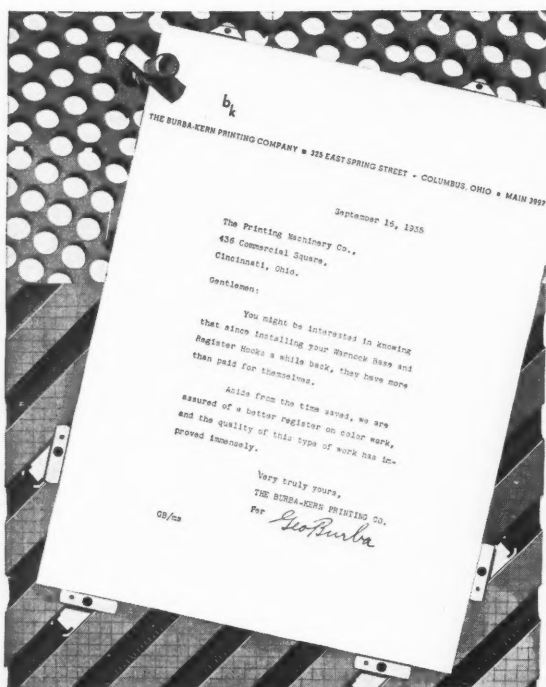 bk
THE BURBA-KERN PRINTING COMPANY ■ 325 EAST SPRING STREET • COLUMBUS, OHIO ■ MAIN 3997
September 16, 1935
The Printing Machinery Co.,
436 Commercial Square,
Cincinnati, Ohio.
Gentlemen:
You might be interested in knowing
that since installing your Warnock Base and
Register Hooks a while back, they have more
than paid for themselves.
Aside from the time saved, we are
assured of a better register on color work,
and the quality of this type of work has im-
proved immensely.
Very truly yours,
THE BURBA-KERN PRINTING CO.
Per Geo Burba
GB/ms